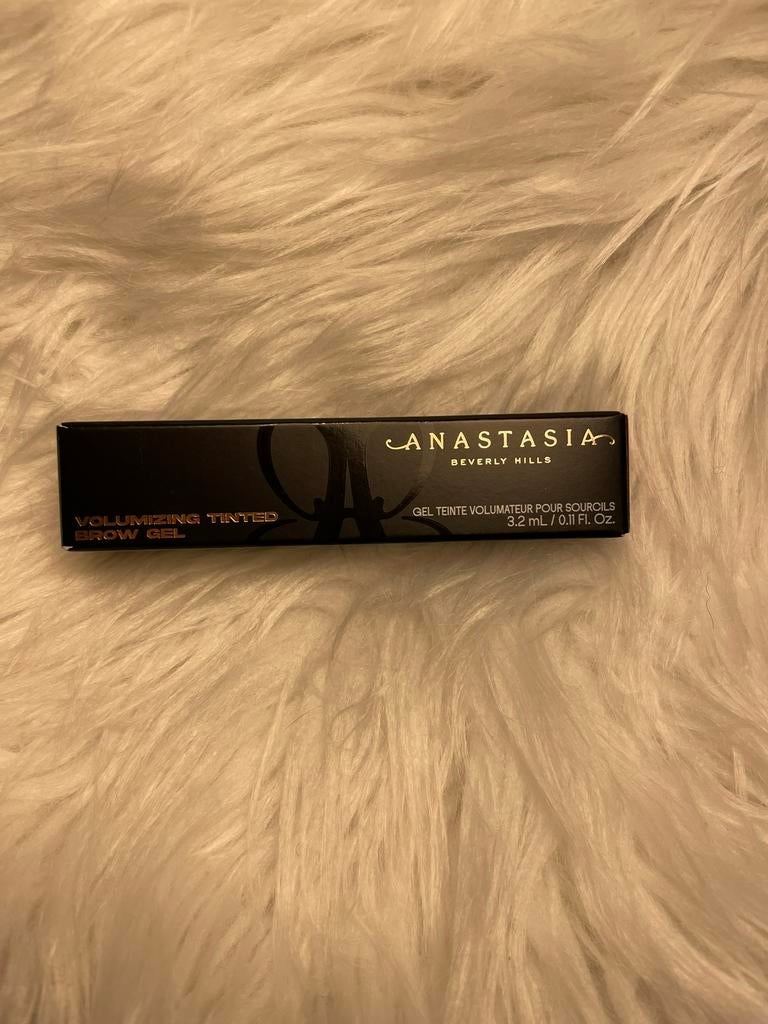 ANASTASIA
BEVERLY HILLS
VOLUMIZING TINTED
BROW GEL
GEL TEINTE VOLUMATEUR POUR SOURCILS
3.2 mL / 0.11 Fl. Oz.